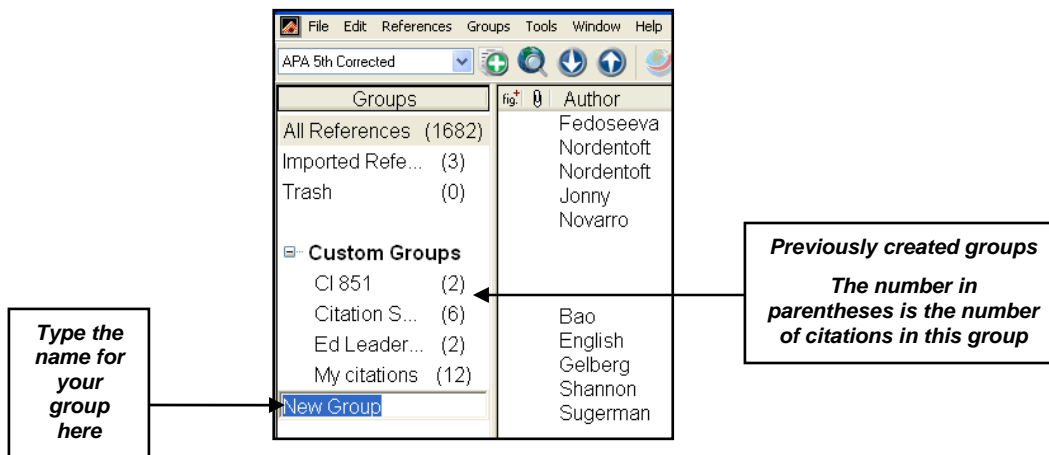 File Edit References Groups Tools Window Help
APA 5th Corrected
Groups
fig. Author
All References (1682)
Imported Refe... (3)
Trash (0)
Custom Groups
CI 851 (2)
Citation S... (6)
Ed Leader... (2)
My citations (12)
New Group
Fedoseeva
Nordentoft
Nordentoft
Jonny
Novarro
Bao
English
Gelberg
Shannon
Sugerman
Previously created groups
The number in
parentheses is the number
of citations in this group
Type the
name for
your
group
here